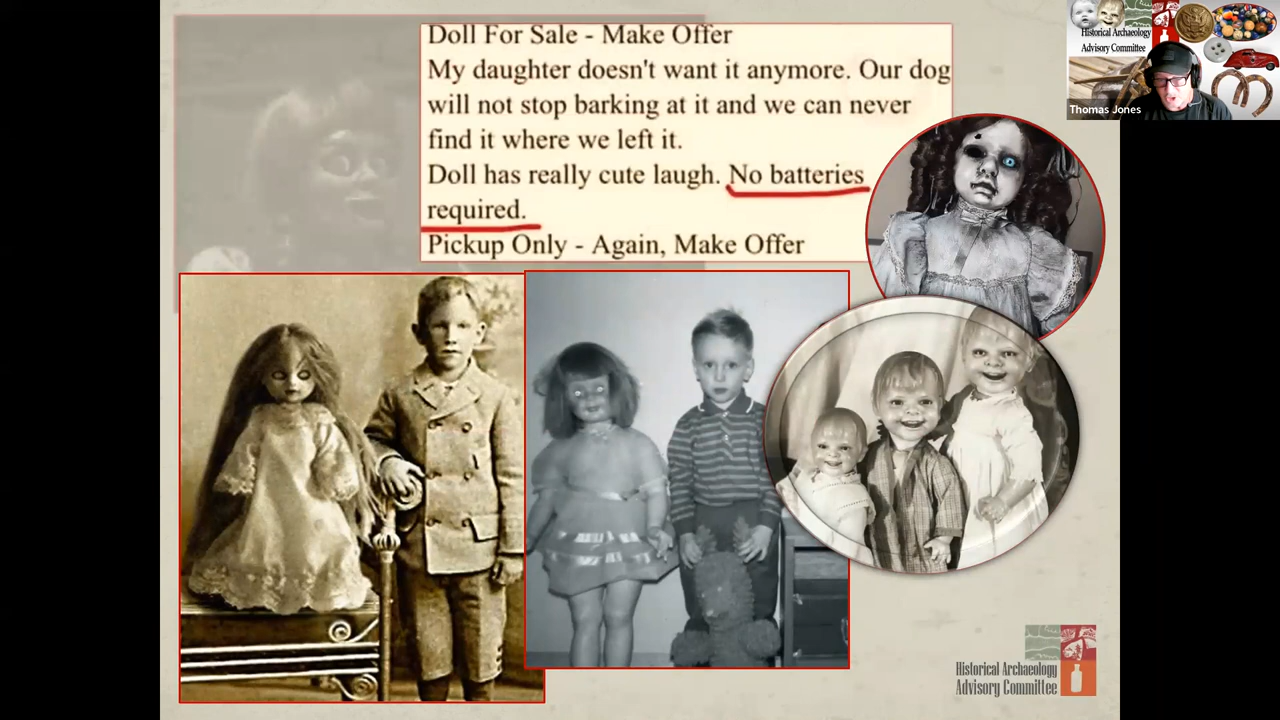 Doll For Sale - Make Offer
My daughter doesn't want it anymore. Our dog
will not stop barking at it and we can never
find it where we left it.
Doll has really cute laugh. No batteries
required.
Pickup Only - Again, Make Offer
Historical Archaeology
Advisory Committee
Thomas Jones
Historical Archaeology
Advisory Committee